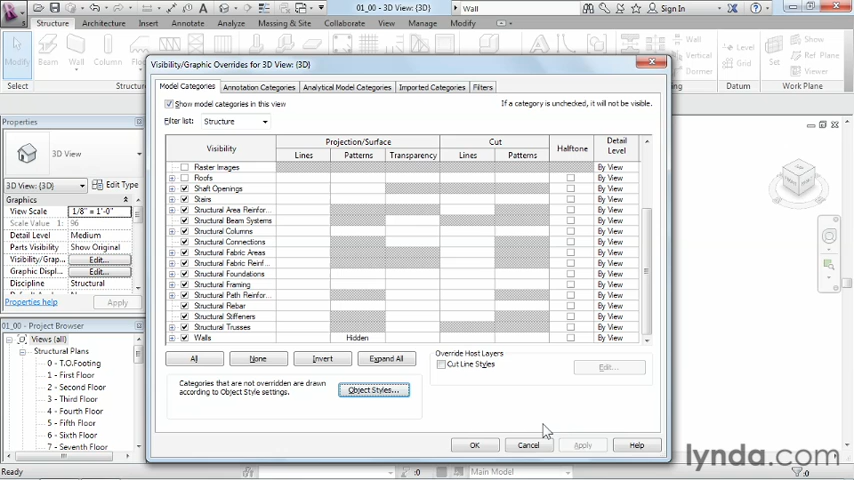 01_00 - 3D View: {3D}
Wall
Sign In
Structure Architecture Insert Annotate Analyze Massing & Site Collaborate View Manage Modify
Modify Beam Wall Column
Wall
Vertical
Dormer
Level
Grid
Show
Ref Plane
Viewer
Select
Datum
Visibility/Graphic Overrides for 3D View: {3D}
Model Categories Annotation Categories Analytical Model Categories Imported Categories Filters
Show model categories in this view
If a category is unchecked, it will not be visible.
Filter list: Structure
Visibility
Projection/Surface
Cut
Halftone
Detail Level
Lines Patterns Transparency Lines Patterns
Raster Images By View
Roofs By View
Shaft Openings By View
Stairs By View
Structural Area Reinfor... By View
Structural Beam Systems By View
Structural Columns By View
Structural Connections By View
Structural Fabric Areas By View
Structural Fabric Reinf... By View
Structural Foundations By View
Structural Framing By View
Structural Path Reinfor... By View
Structural Rebar By View
Structural Stiffeners By View
Structural Trusses By View
Walls Hidden By View
All None Invert Expand All
Override Host Layers
Cut Line Styles
Edit...
Categories that are not overridden are drawn
according to Object Style settings.
Object Styles...
OK Cancel Apply Help
Properties
3D View
3D View: {3D}
Edit Type
Graphics
View Scale 1/8" = 1'-0"
Scale Value 1: 96
Detail Level Medium
Parts Visibility Show Original
Visibility/Grap... Edit...
Graphic Displ... Edit...
Discipline Structural
Properties help
Apply
01_00 - Project Browser
Views (all)
Structural Plans
0 - T.O.Footing
1 - First Floor
2 - Second Floor
3 - Third Floor
4 - Fourth Floor
5 - Fifth Floor
6 - Sixth Floor
7 - Seventh Floor
Ready
:0
Main Model
:0
lynda.com